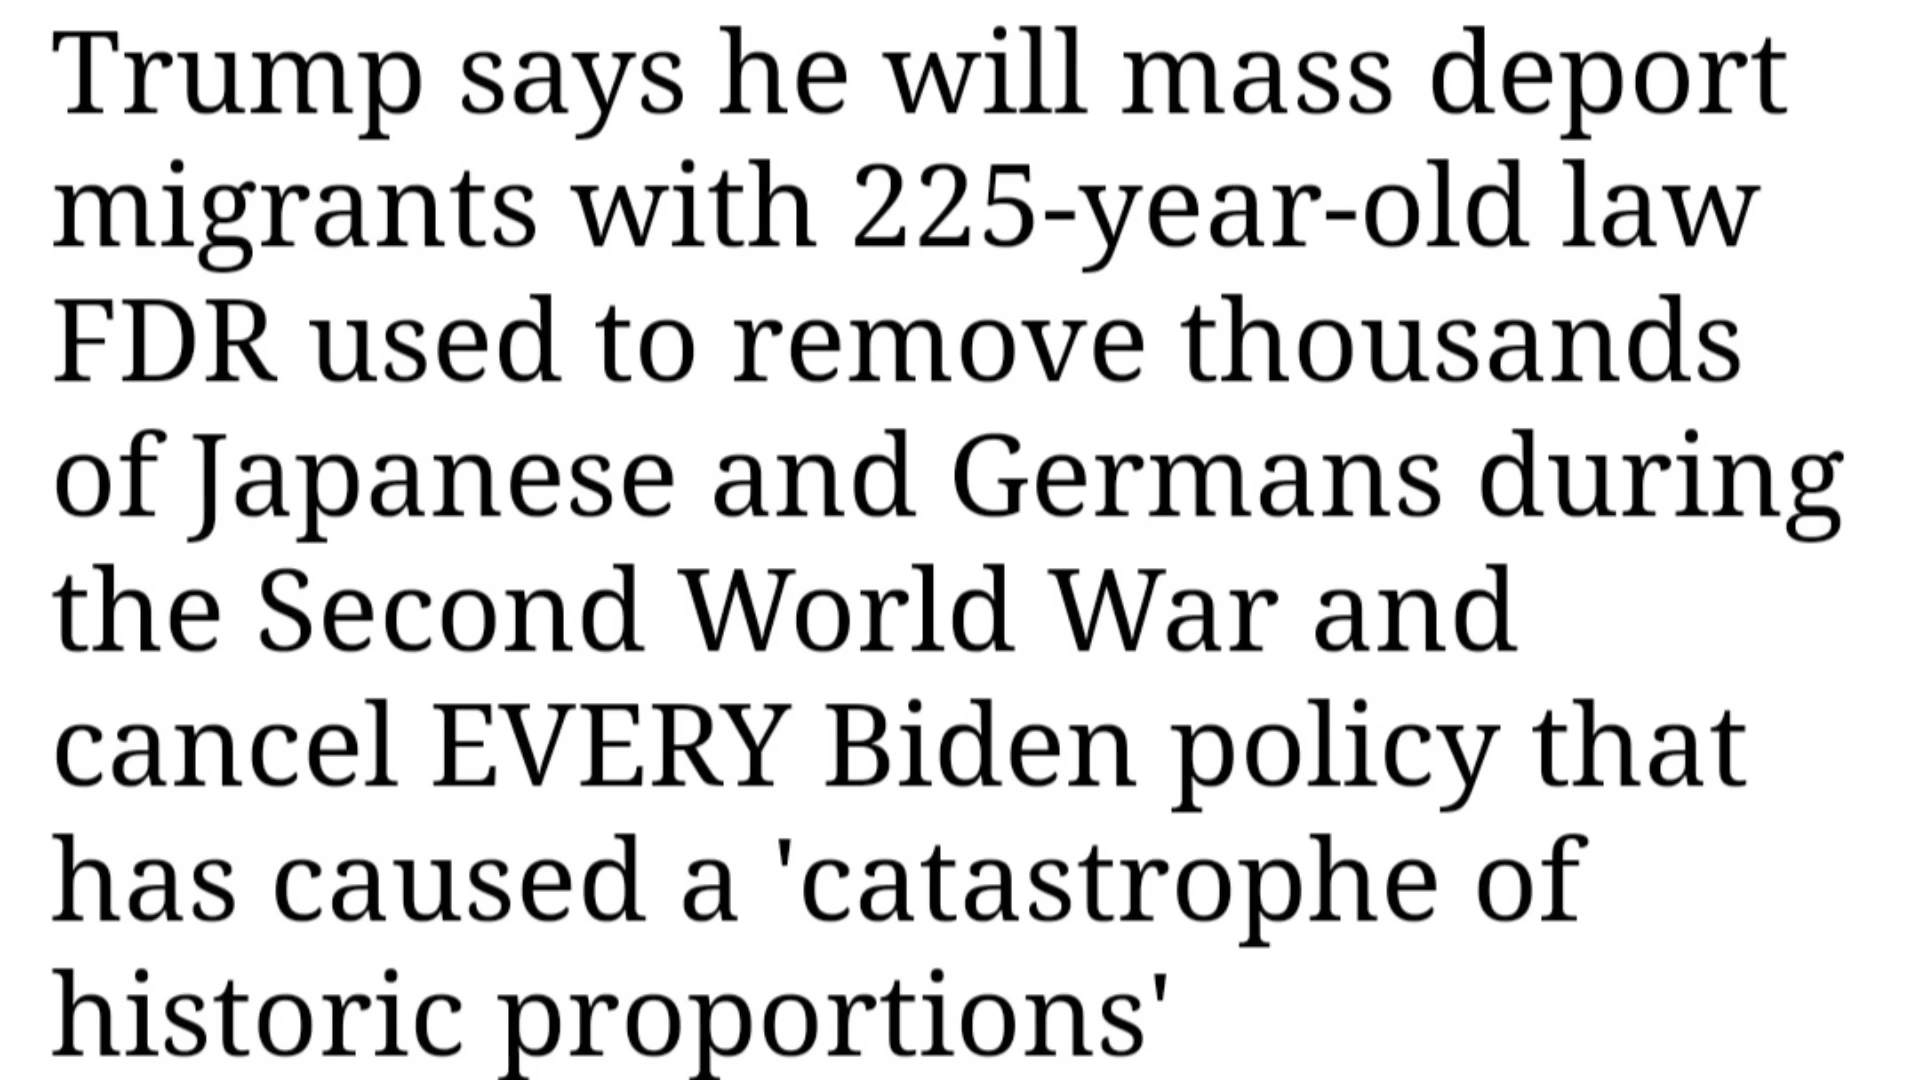 Trump says he will mass deport
migrants with 225-year-old law
FDR used to remove thousands
of Japanese and Germans during
the Second World War and
cancel EVERY Biden policy that
has caused a 'catastrophe of
historic proportions'